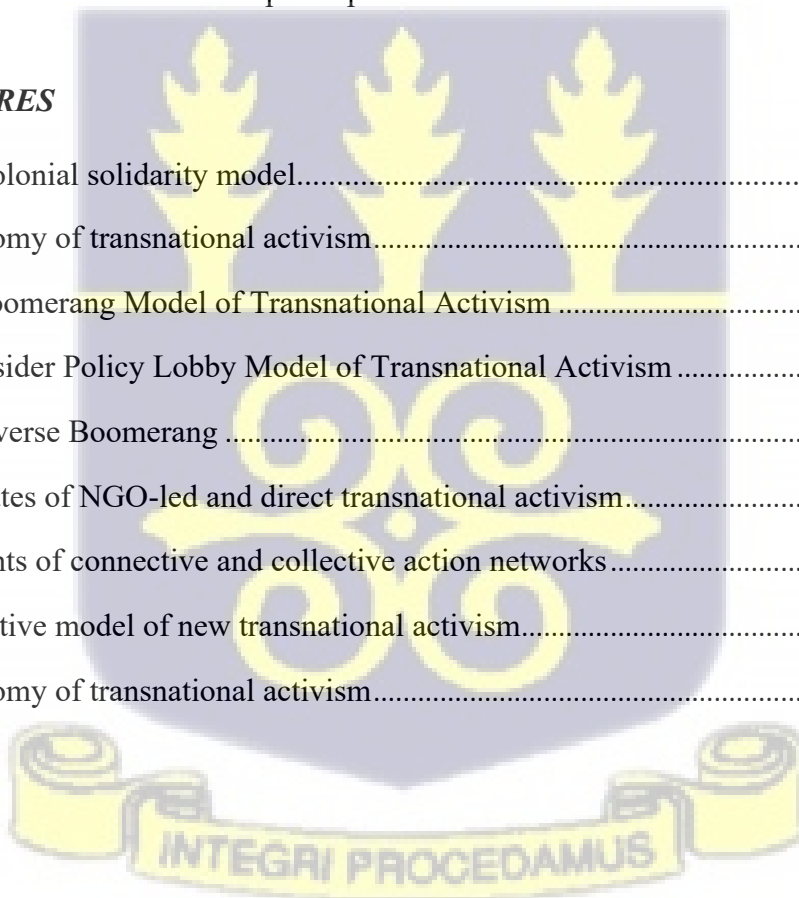 RES
olonial solidarity model....................................................................
omy of transnational activism..........................................................
oomerang Model of Transnational Activism ..................................
sider Policy Lobby Model of Transnational Activism ................
verse Boomerang ..............................................................................
tes of NGO-led and direct transnational activism........................
nts of connective and collective action networks..........................
tive model of new transnational activism.....................................
omy of transnational activism..........................................................
INTEGRI PROCEDAMUS